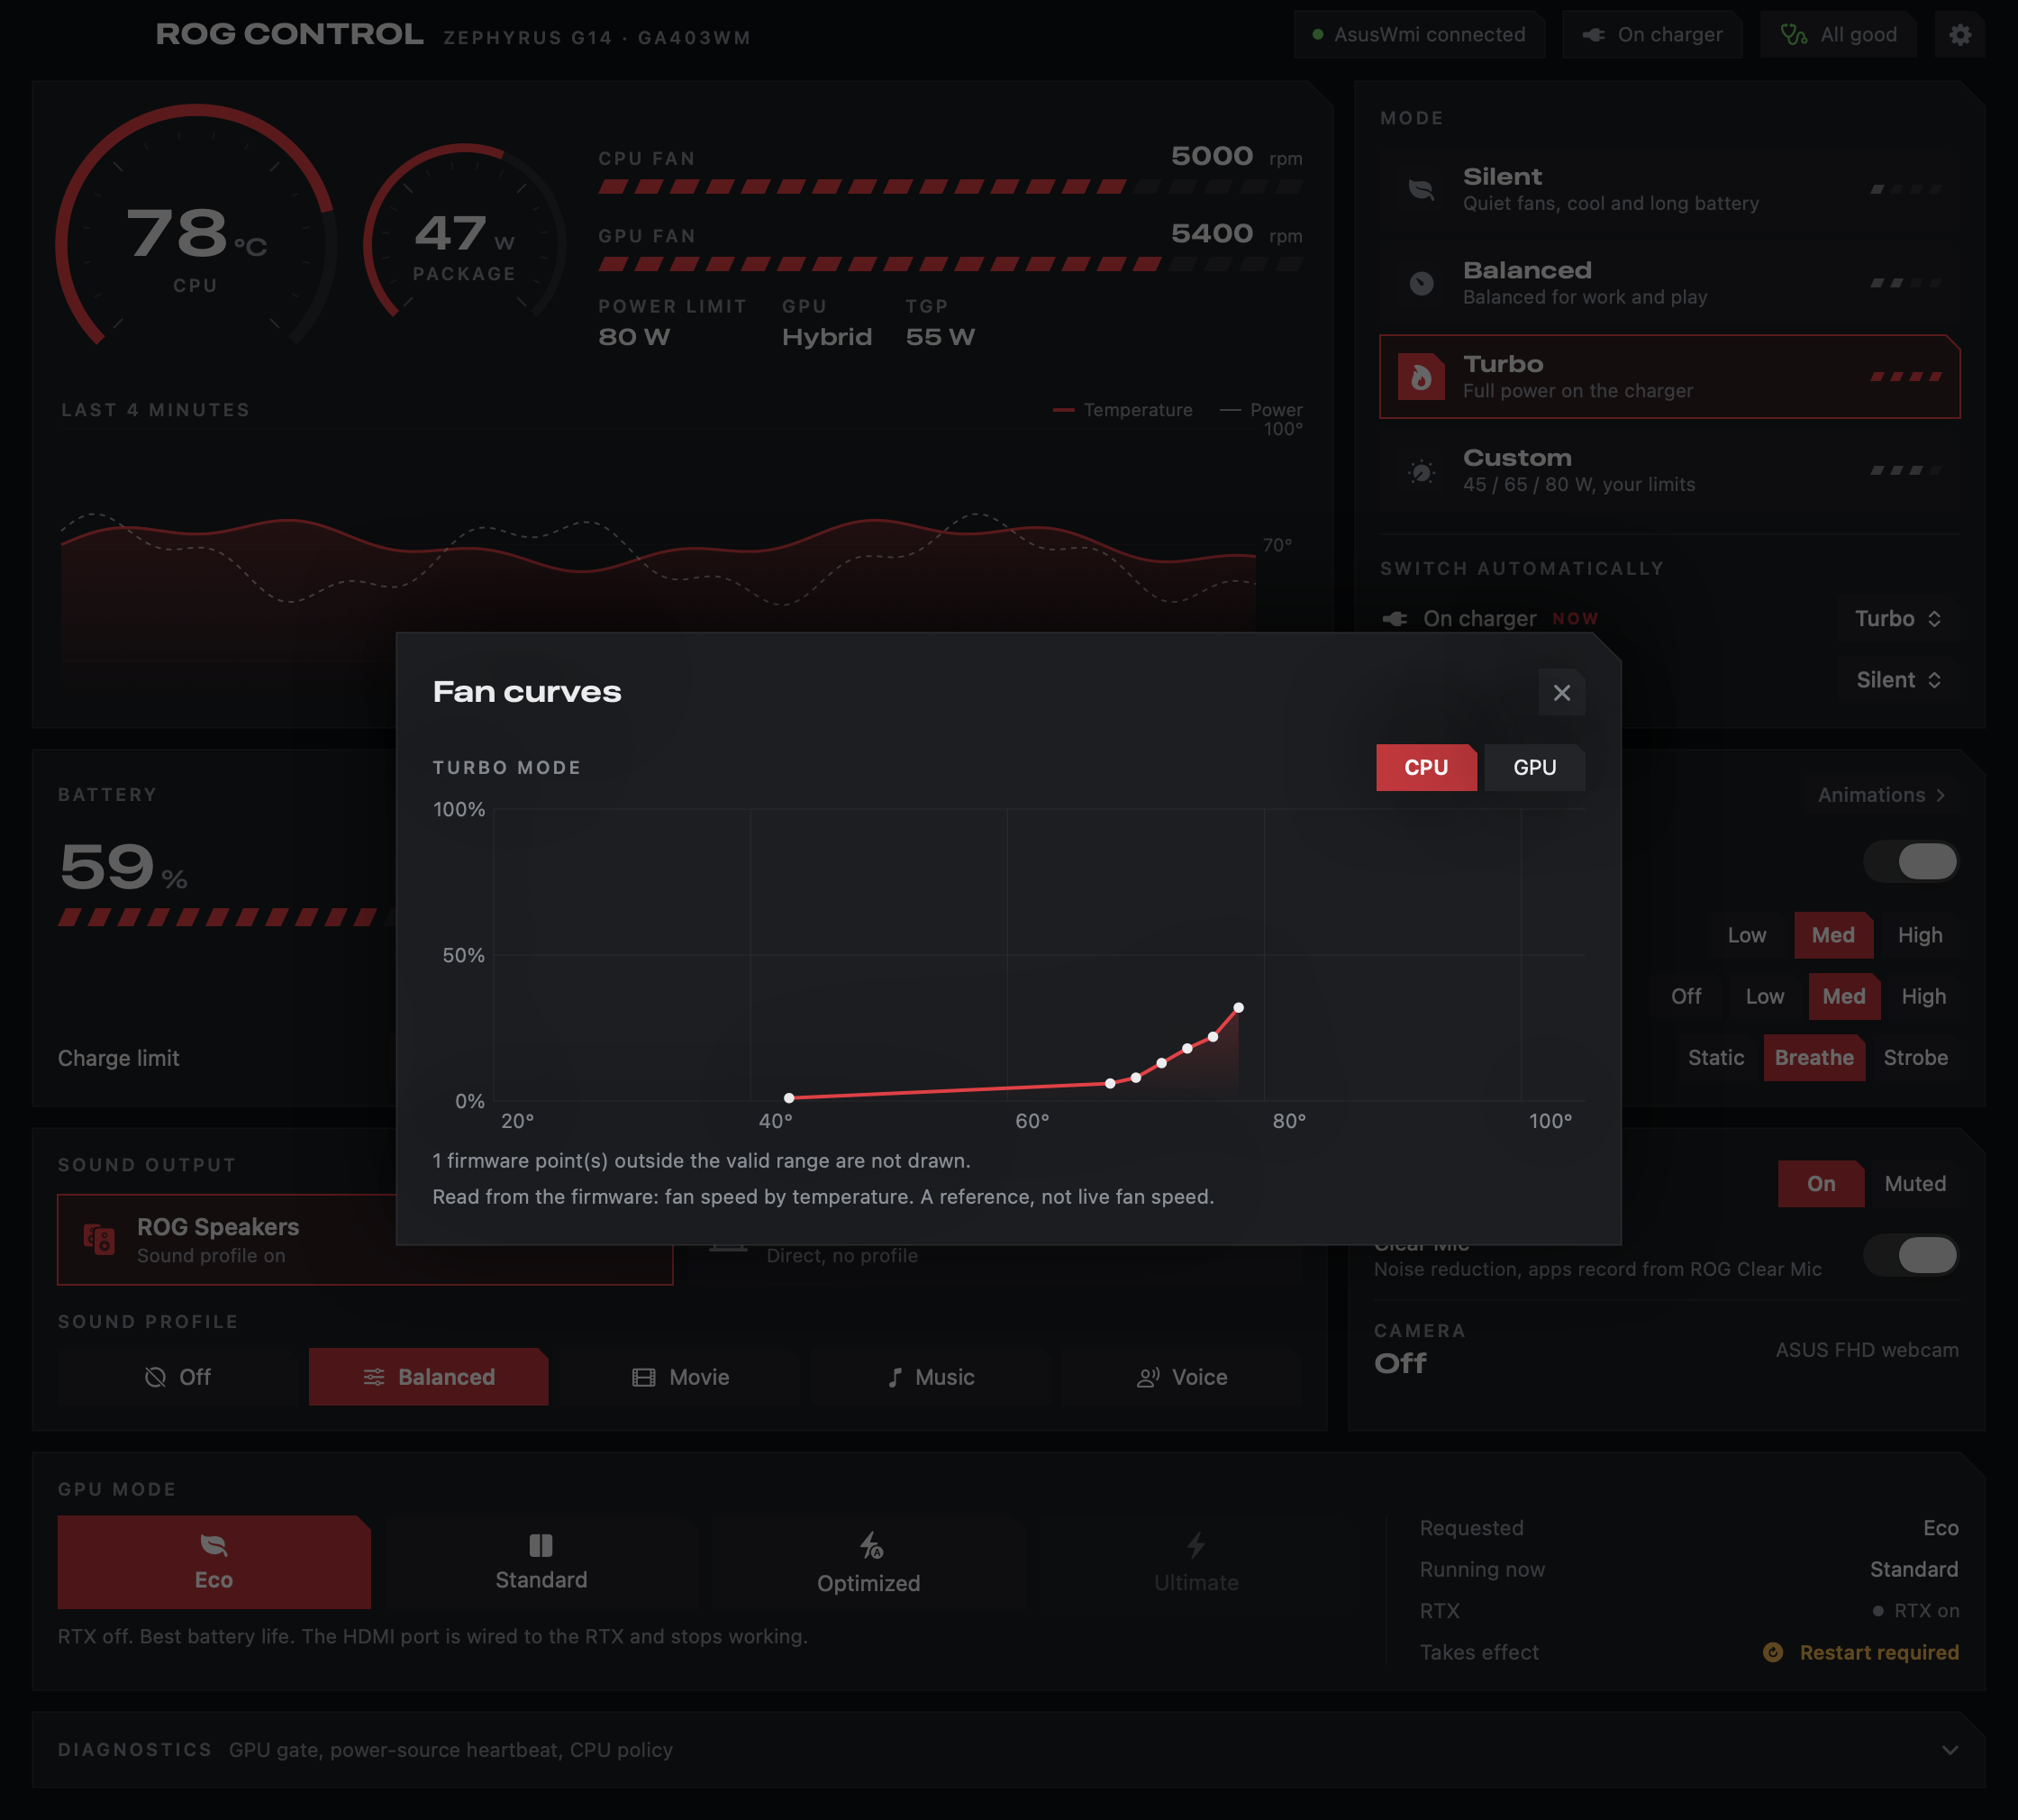 ROG CONTROL ZEPHYRUS G14 · GA403WM
AsusWmi connected
On charger
All good
78 °C
CPU
47 W
PACKAGE
CPU FAN 5000 rpm
GPU FAN 5400 rpm
POWER LIMIT GPU TGP
80 W Hybrid 55 W
LAST 4 MINUTES
Temperature Power
100°
70°
MODE
Silent
Quiet fans, cool and long battery
Balanced
Balanced for work and play
Turbo
Full power on the charger
Custom
45 / 65 / 80 W, your limits
SWITCH AUTOMATICALLY
On charger NOW Turbo
Silent
Fan curves
TURBO MODE
CPU GPU
100%
50%
0%
20° 40° 60° 80° 100°
1 firmware point(s) outside the valid range are not drawn.
Read from the firmware: fan speed by temperature. A reference, not live fan speed.
BATTERY
59 %
Charge limit
Animations
Low Med High
Off Low Med High
Static Breathe Strobe
SOUND OUTPUT
ROG Speakers
Sound profile on
Direct, no profile
SOUND PROFILE
Off Balanced Movie Music Voice
On Muted
Clear Mic
Noise reduction, apps record from ROG Clear Mic
CAMERA
Off
ASUS FHD webcam
GPU MODE
Eco Standard Optimized Ultimate
RTX off. Best battery life. The HDMI port is wired to the RTX and stops working.
Requested Eco
Running now Standard
RTX RTX on
Takes effect Restart required
DIAGNOSTICS GPU gate, power-source heartbeat, CPU policy